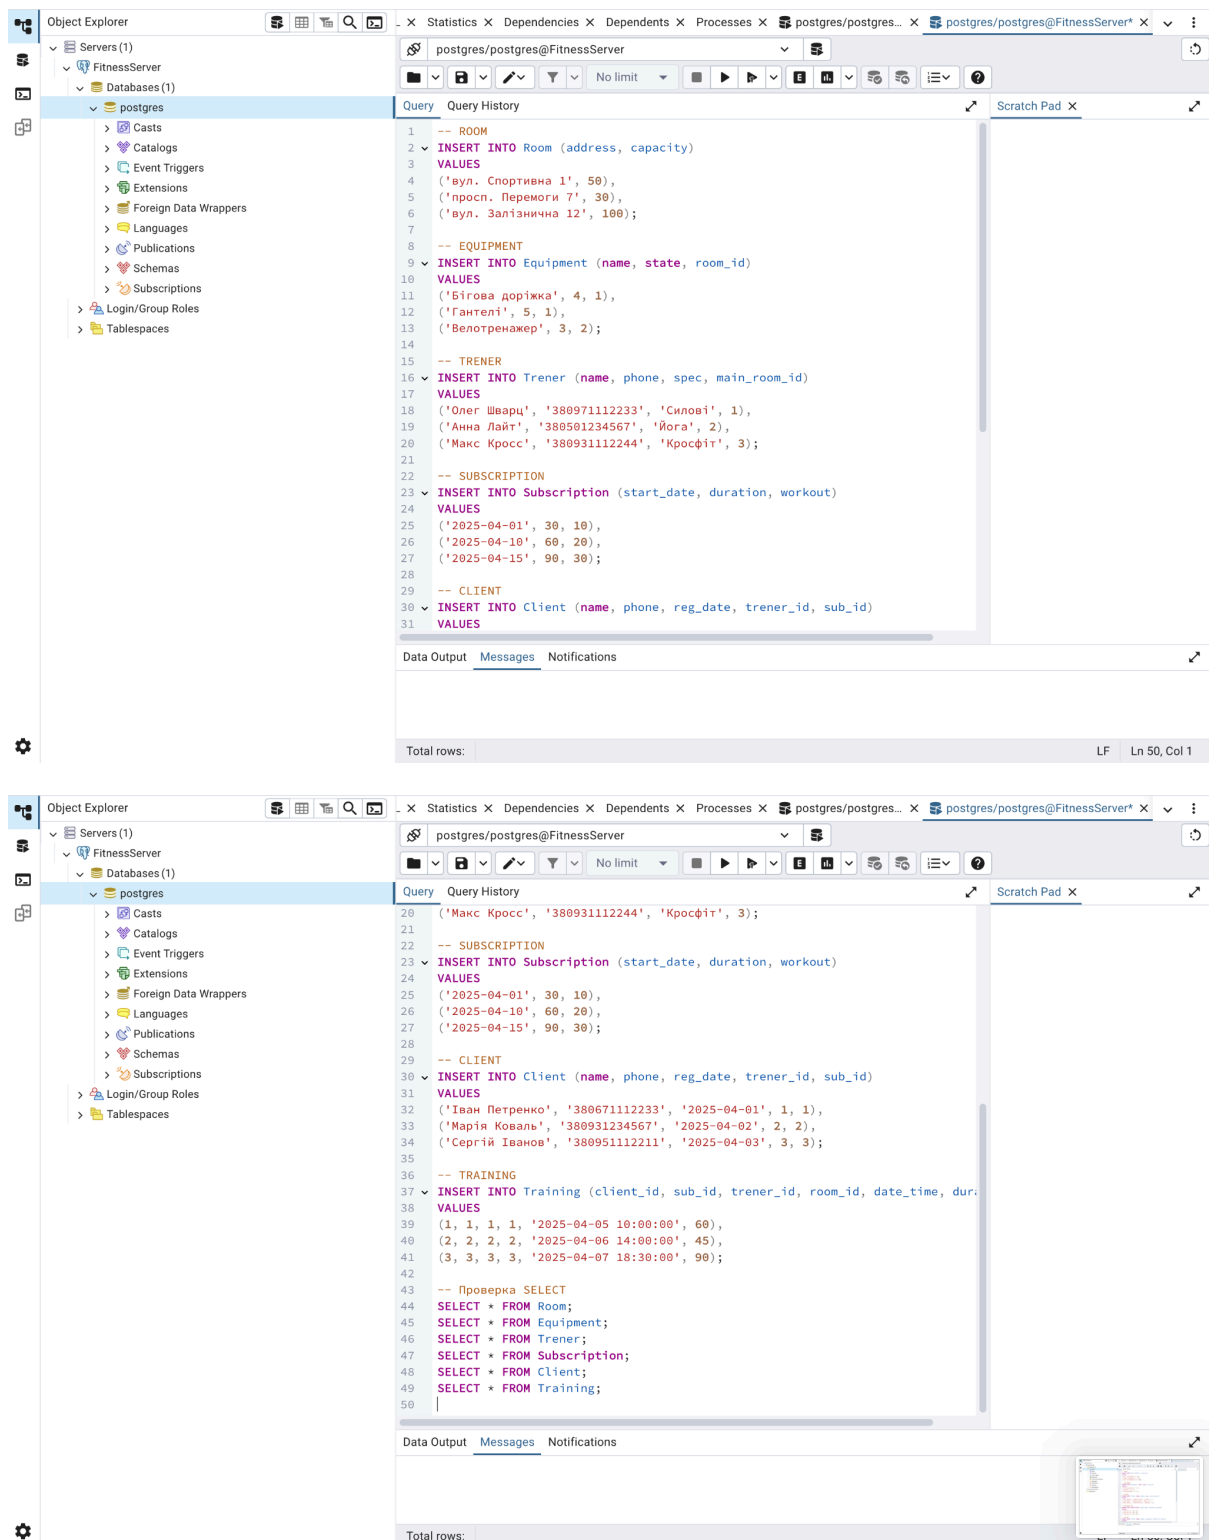 Object Explorer
Statistics Dependencies Dependents Processes postgres/postgres... postgres/postgres@FitnessServer*
Servers (1)
FitnessServer
Databases (1)
postgres
Casts
Catalogs
Event Triggers
Extensions
Foreign Data Wrappers
Languages
Publications
Schemas
Subscriptions
Login/Group Roles
Tablespaces
postgres/postgres@FitnessServer
No limit
E
Query Query History
Scratch Pad
1 -- ROOM
2 INSERT INTO Room (address, capacity)
3 VALUES
4 ('вул. Спортивна 1', 50),
5 ('просп. Перемоги 7', 30),
6 ('вул. Залізнична 12', 100);
7
8 -- EQUIPMENT
9 INSERT INTO Equipment (name, state, room_id)
10 VALUES
11 ('Бігова доріжка', 4, 1),
12 ('Гантелі', 5, 1),
13 ('Велотренажер', 3, 2);
14
15 -- TRENER
16 INSERT INTO Trener (name, phone, spec, main_room_id)
17 VALUES
18 ('Олег Шварц', '380971112233', 'Силові', 1),
19 ('Анна Лайт', '380501234567', 'Йога', 2),
20 ('Макс Кросс', '380931112244', 'Кросфіт', 3);
21
22 -- SUBSCRIPTION
23 INSERT INTO Subscription (start_date, duration, workout)
24 VALUES
25 ('2025-04-01', 30, 10),
26 ('2025-04-10', 60, 20),
27 ('2025-04-15', 90, 30);
28
29 -- CLIENT
30 INSERT INTO Client (name, phone, reg_date, trener_id, sub_id)
31 VALUES
Data Output Messages Notifications
Total rows:
LF Ln 50, Col 1
Object Explorer
Statistics Dependencies Dependents Processes postgres/postgres... postgres/postgres@FitnessServer*
Servers (1)
FitnessServer
Databases (1)
postgres
Casts
Catalogs
Event Triggers
Extensions
Foreign Data Wrappers
Languages
Publications
Schemas
Subscriptions
Login/Group Roles
Tablespaces
postgres/postgres@FitnessServer
No limit
E
Query Query History
Scratch Pad
20 ('Макс Кросс', '380931112244', 'Кросфіт', 3);
21
22 -- SUBSCRIPTION
23 INSERT INTO Subscription (start_date, duration, workout)
24 VALUES
25 ('2025-04-01', 30, 10),
26 ('2025-04-10', 60, 20),
27 ('2025-04-15', 90, 30);
28
29 -- CLIENT
30 INSERT INTO Client (name, phone, reg_date, trener_id, sub_id)
31 VALUES
32 ('Іван Петренко', '380671112233', '2025-04-01', 1, 1),
33 ('Марія Коваль', '380931234567', '2025-04-02', 2, 2),
34 ('Сергій Іванов', '380951112211', '2025-04-03', 3, 3);
35
36 -- TRAINING
37 INSERT INTO Training (client_id, sub_id, trener_id, room_id, date_time, dura
38 VALUES
39 (1, 1, 1, 1, '2025-04-05 10:00:00', 60),
40 (2, 2, 2, 2, '2025-04-06 14:00:00', 45),
41 (3, 3, 3, 3, '2025-04-07 18:30:00', 90);
42
43 -- Проверка SELECT
44 SELECT * FROM Room;
45 SELECT * FROM Equipment;
46 SELECT * FROM Trener;
47 SELECT * FROM Subscription;
48 SELECT * FROM Client;
49 SELECT * FROM Training;
50
Data Output Messages Notifications
Total rows: